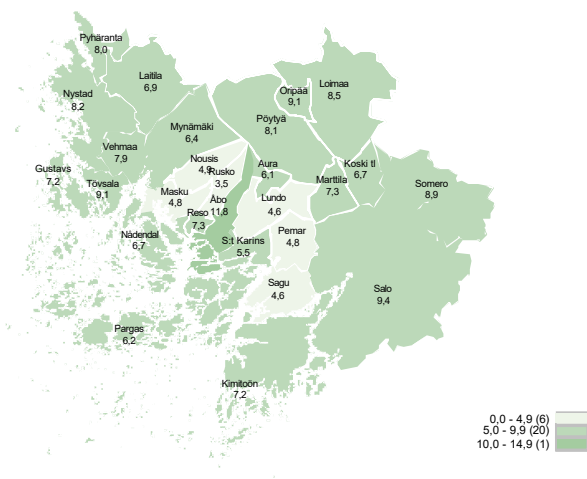 Pyhäranta
8,0
Laitila
6,9
Nystad
8,2
Loimaa
8,5
Oripää
9,1
Pöytyä
8,1
Mynämäki
6,4
Vehmaa
7,9
Nousis
4,9
Rusko
3,5
Aura
6,1
Koski tl
6,7
Marttila
7,3
Somero
8,9
Gustavs
7,2
Tövsala
9,1
Masku
4,8
Åbo
11,8
Lundo
4,6
Reso
7,3
Pemar
4,8
Nådendal
6,7
S:t Karins
5,5
Sagu
4,6
Salo
9,4
Pargas
6,2
Kimitoön
7,2
0,0 - 4,9 (6)
5,0 - 9,9 (20)
10,0 - 14,9 (1)